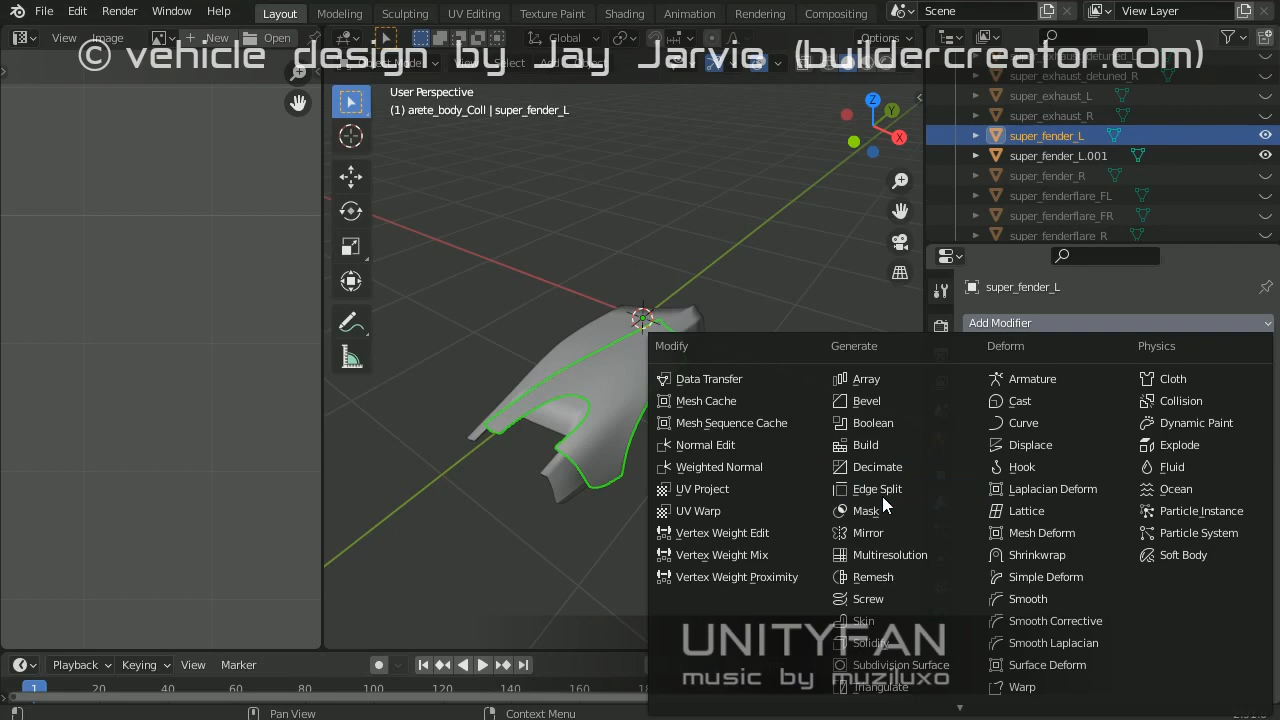 File Edit Render Window Help Layout Modeling Sculpting UV Editing Texture Paint Shading Animation Rendering Compositing Scene View Layer
View Image New Open Global Options
© vehicle design by Jay Jarvie (buildercreator.com)
User Perspective
(1) arete_body_Coll | super_fender_L
Z
Y
X
super_exhaust_detuned_R
super_exhaust_L
super_exhaust_R
super_fender_L
super_fender_L.001
super_fender_R
super_fenderflare_FL
super_fenderflare_FR
super_fenderflare_R
super_fender_L
Add Modifier
Modify Generate Deform Physics
Data Transfer Array Armature Cloth
Mesh Cache Bevel Cast Collision
Mesh Sequence Cache Boolean Curve Dynamic Paint
Normal Edit Build Displace Explode
Weighted Normal Decimate Hook Fluid
UV Project Edge Split Laplacian Deform Ocean
UV Warp Mask Lattice Particle Instance
Vertex Weight Edit Mirror Mesh Deform Particle System
Vertex Weight Mix Multiresolution Shrinkwrap Soft Body
Vertex Weight Proximity Remesh Simple Deform
Screw Smooth
Skin Smooth Corrective
Solidify Smooth Laplacian
Subdivision Surface Surface Deform
Triangulate Warp
UNITYFAN
music by muziluxo
Playback Keying View Marker
1 20 40 60 80 100 120 140 160
Pan View Context Menu